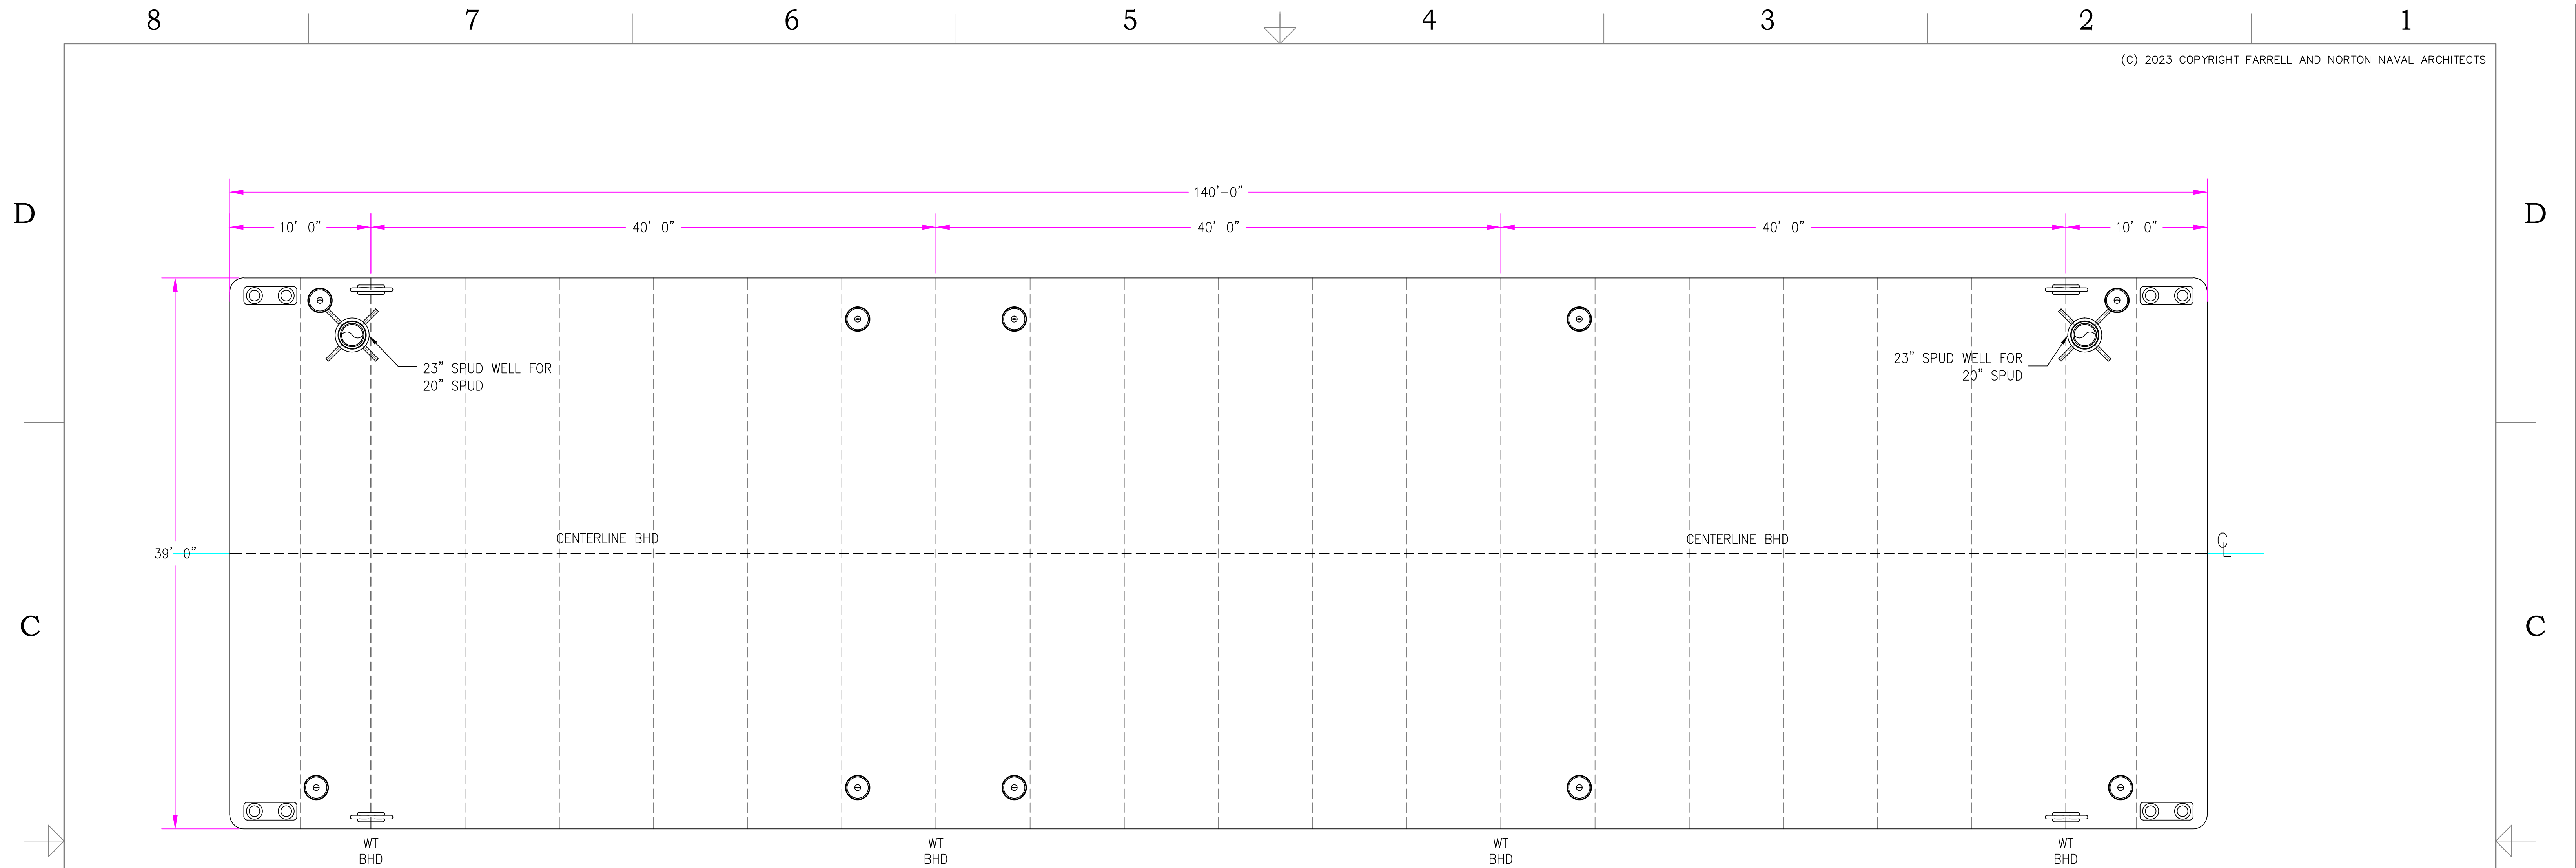 8 7 6 5 4 3 2 1
(C) 2023 COPYRIGHT FARRELL AND NORTON NAVAL ARCHITECTS
140'-0"
D D
10'-0" 40'-0" 40'-0" 40'-0" 10'-0"
23" SPUD WELL FOR
20" SPUD
23" SPUD WELL FOR
20" SPUD
CENTERLINE BHD
CENTERLINE BHD
℄
39'-0"
C C
WT
BHD
WT
BHD
WT
BHD
WT
BHD